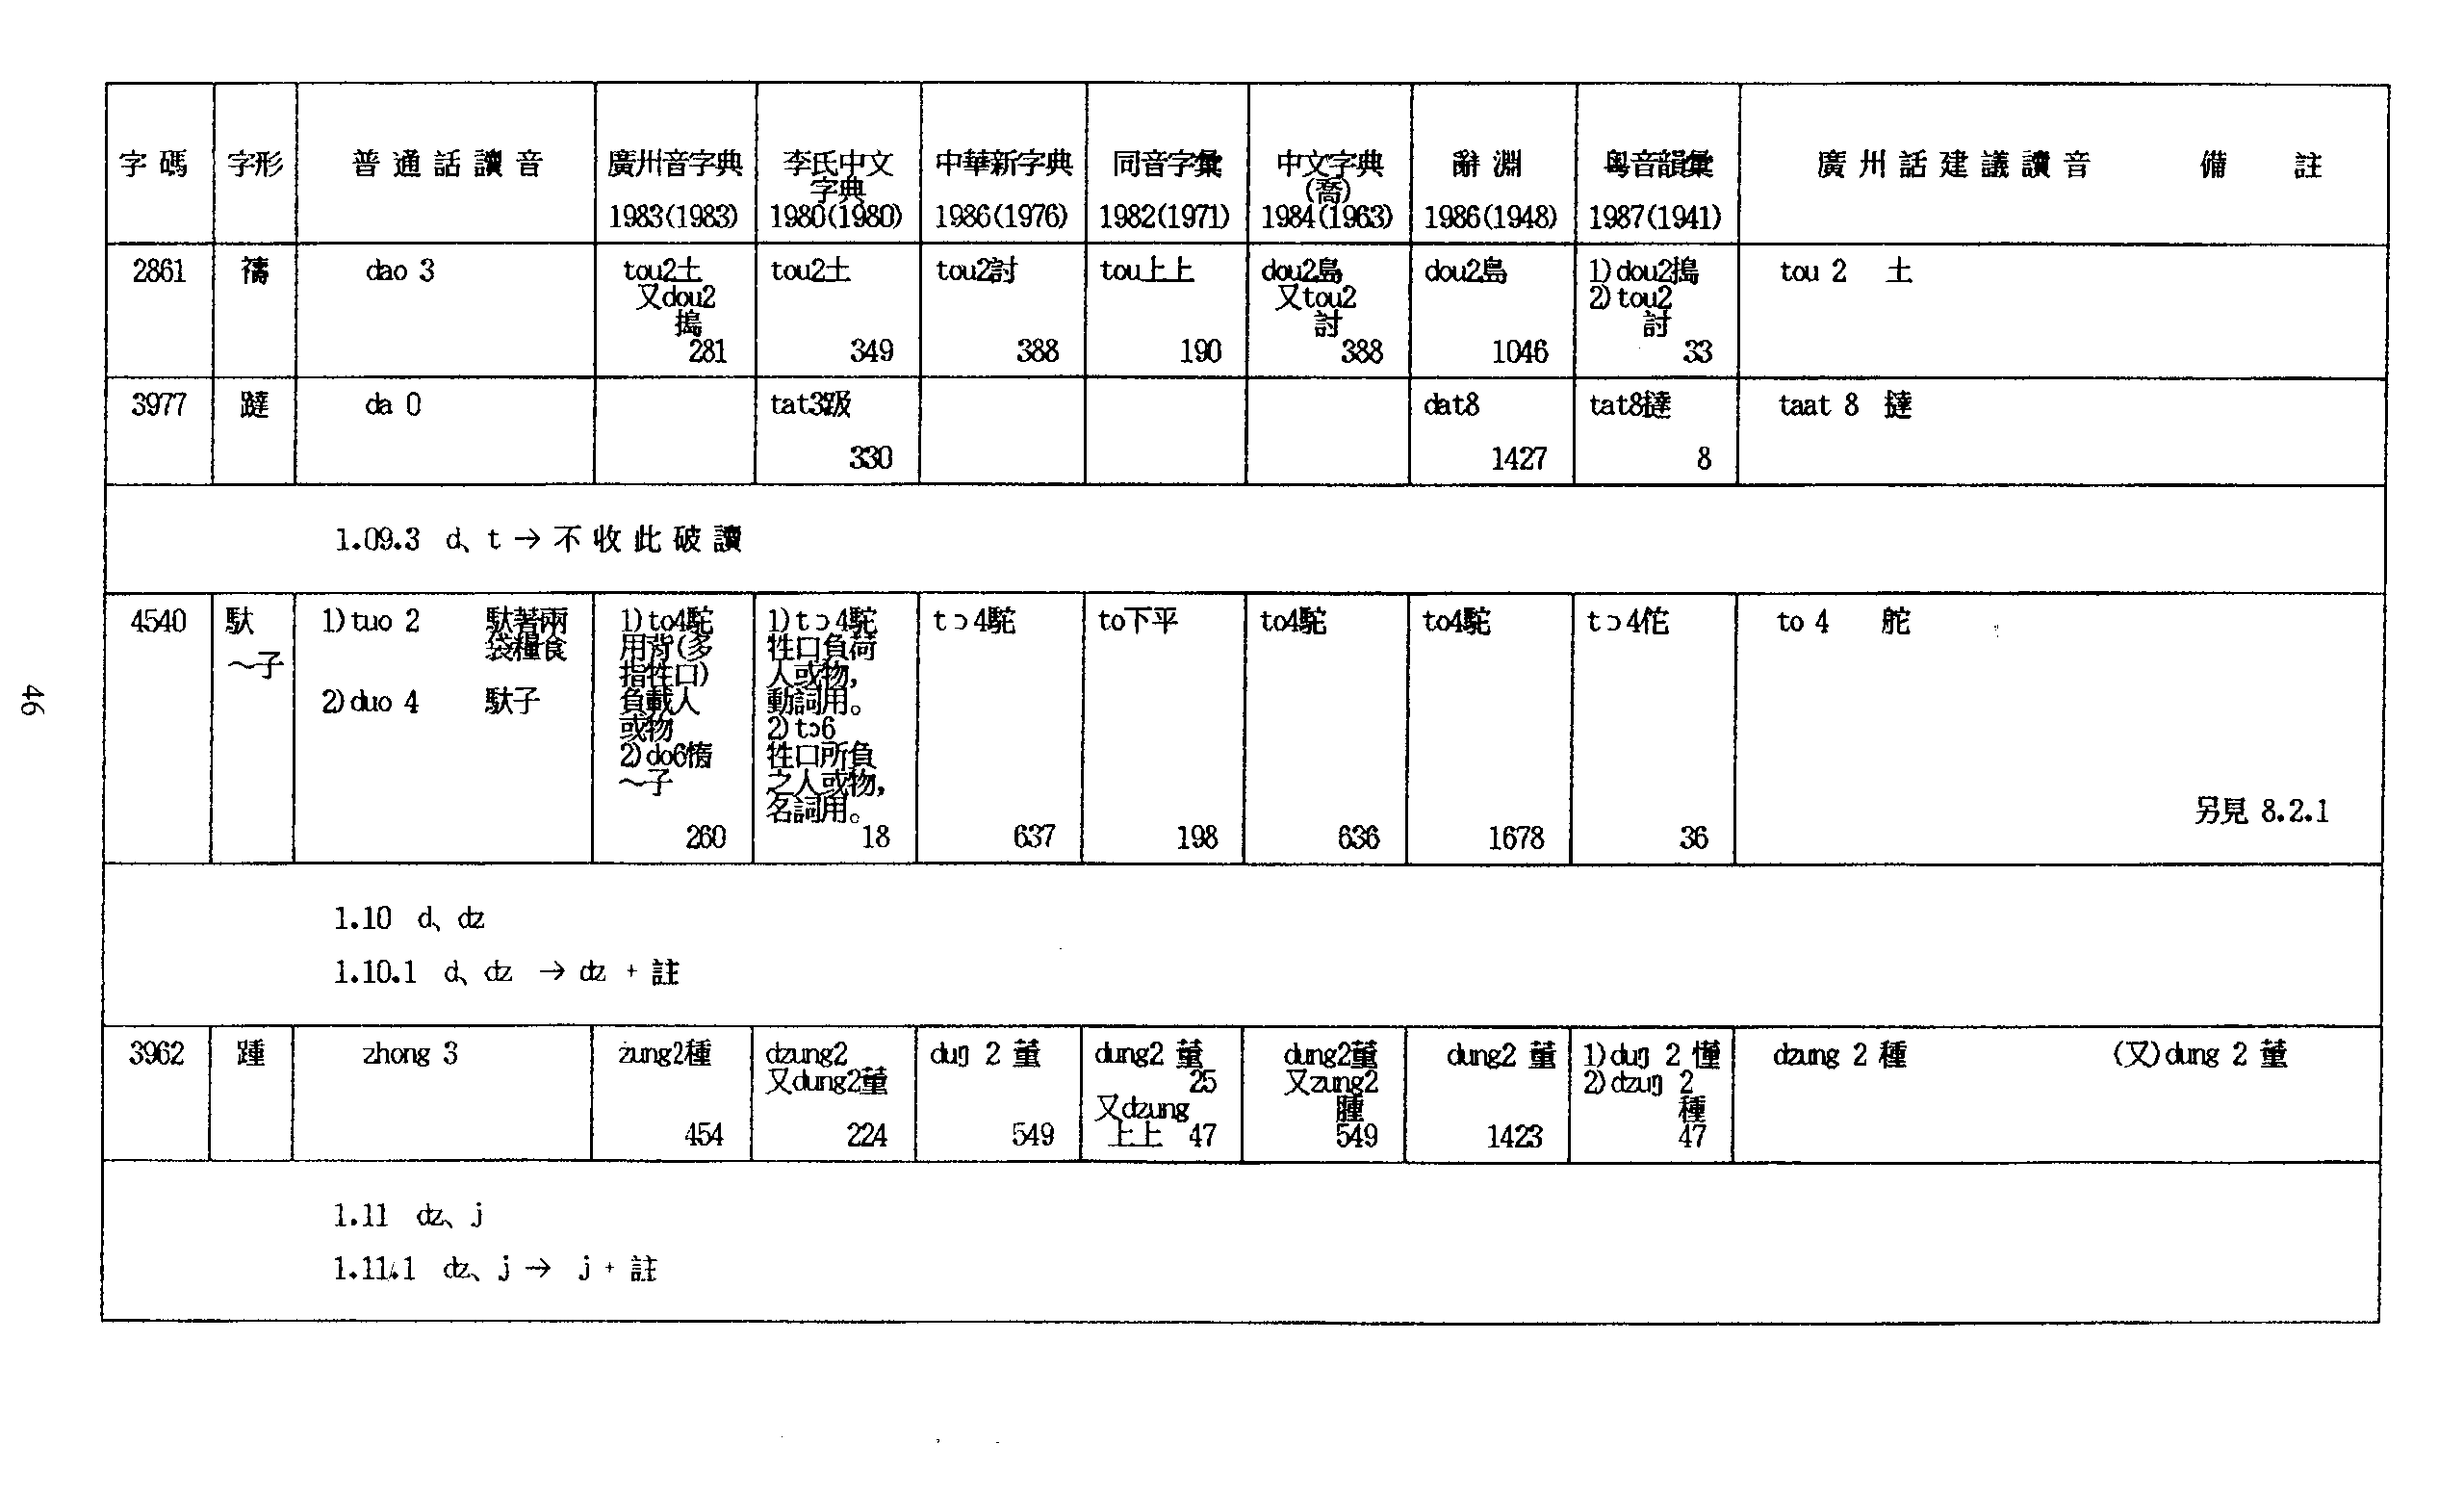 字碼 字形 普通話讀音 廣州音字典 1983(1983) 李氏中文字典 1980(1980) 中華新字典 1986(1976) 同音字彙 1982(1971) 中文字典(喬) 1984(1963) 辭淵 1986(1948) 粵音韻彙 1987(1941) 廣州話建議讀音 備註
2861 禱 dao 3
tou2土
又dou2
搗
281
tou2土
349
tou2討
388
tou上上
190
dou2島
又tou2
討
388
dou2島
1046
1)dou2搗
2)tou2
討
33
tou 2 土
3977 躂 da 0
tat3趿
330
dat8
1427
tat8撻
8
taat 8 撻
1.09.3 d、t→不收此破讀
4540
馱
～子
1)tuo 2 馱著兩
袋糧食
2)duo 4 馱子
1)to4駝
用背(多
指牲口)
負載人
或物
2)do6惰
～子
260
1)tɔ4駝
牲口負荷
人或物,
動詞用。
2)tɔ6
牲口所負
之人或物,
名詞用。
18
tɔ4駝
637
to下平
198
to4駝
636
to4駝
1678
tɔ4佗
36
to 4 舵
另見 8.2.1
1.10 d、dz
1.10.1 d、dz → dz + 註
3962 踵 zhong 3
zung2種
454
dzung2
又dung2董
224
duŋ 2 董
549
dung2 董
25
又dzung
上上 47
dung2董
又zung2
腫
549
dung2 董
1423
1)duŋ 2 懂
2)dzuŋ 2
種
47
dzung 2 種 (又)dung 2 董
1.11 dz、j
1.11.1 dz、j → j + 註
46